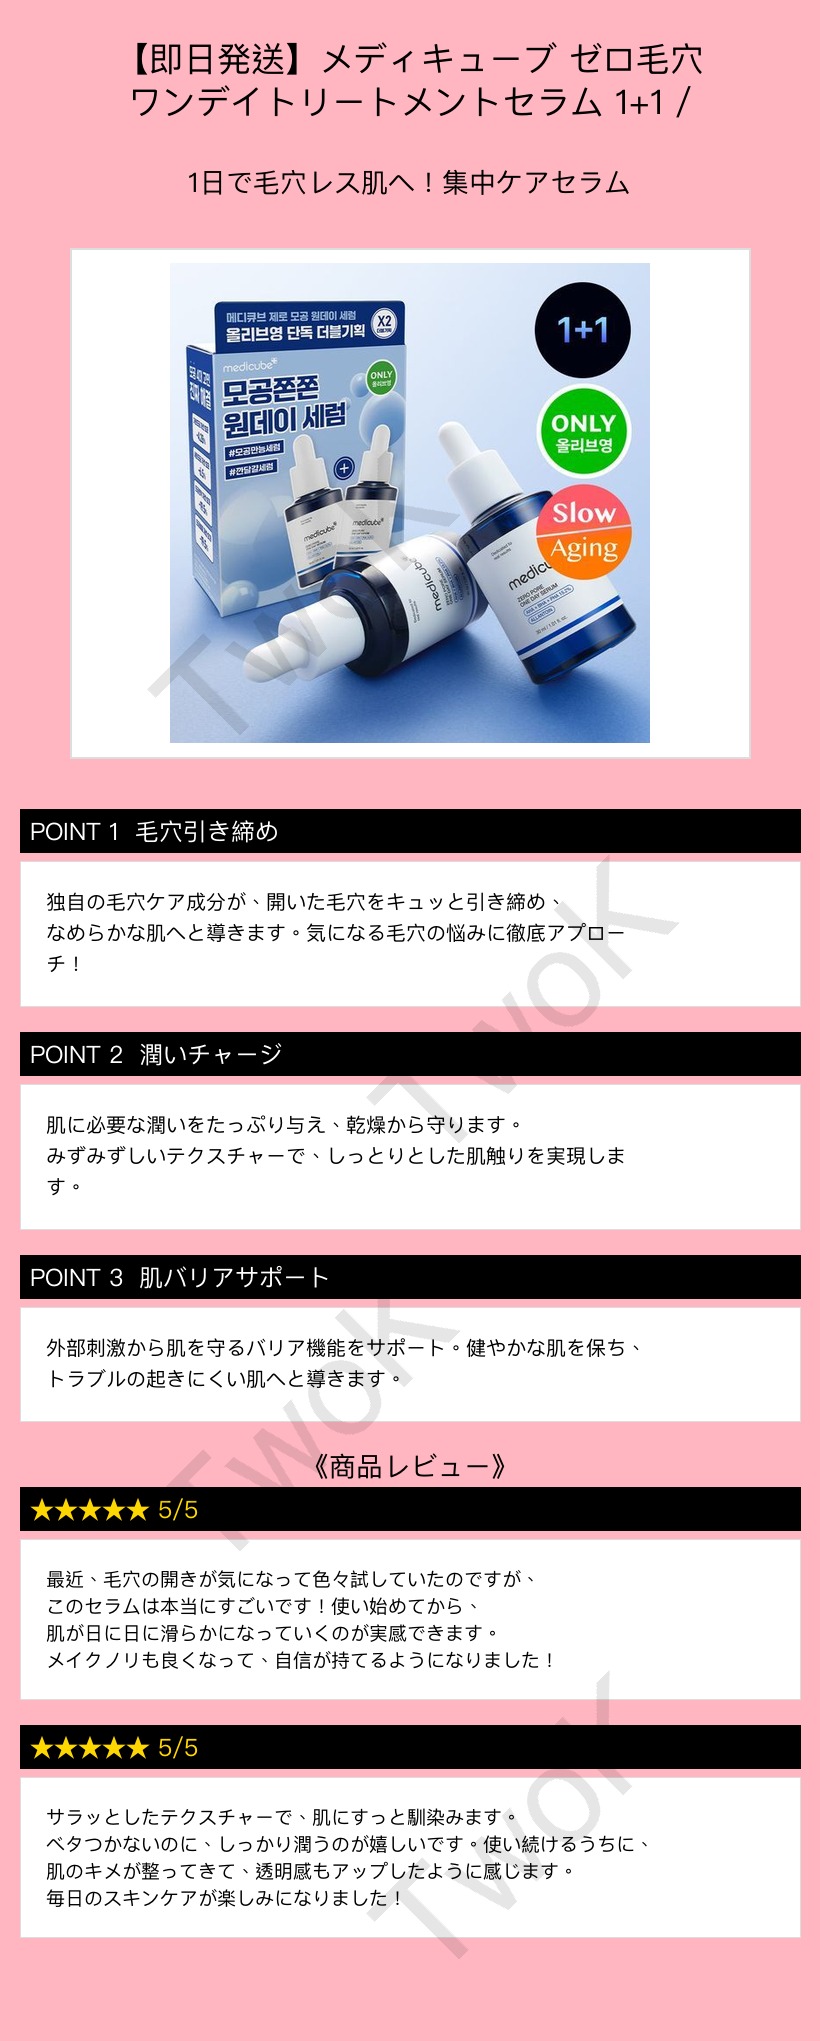 【即日発送】メディキューブ ゼロ毛穴
ワンデイトリートメントセラム 1+1 /
1日で毛穴レス肌へ！集中ケアセラム
메디큐브 제로 모공 원데이 세럼
올리브영 단독 더블기획
X2
더블기획
medicube
모공쫀쫀
원데이 세럼
ONLY
올리브영
#모공만능세럼
#깐달걀세럼
+
medicube
medicube
1+1
ONLY
올리브영
Slow
Aging
medicube
Dedicated to
real results
medicu
ZERO PORE
ONE DAY SERUM
AHA + BHA + PHA 16.2%
ALLANTOIN
30 ml / 1.01 fl. oz.
TwoK
POINT 1 毛穴引き締め
独自の毛穴ケア成分が、開いた毛穴をキュッと引き締め、
なめらかな肌へと導きます。気になる毛穴の悩みに徹底アプロー
チ！
TwoK
POINT 2 潤いチャージ
肌に必要な潤いをたっぷり与え、乾燥から守ります。
みずみずしいテクスチャーで、しっとりとした肌触りを実現しま
す。
POINT 3 肌バリアサポート
外部刺激から肌を守るバリア機能をサポート。健やかな肌を保ち、
トラブルの起きにくい肌へと導きます。
TwoK
《商品レビュー》
★★★★★ 5/5
最近、毛穴の開きが気になって色々試していたのですが、
このセラムは本当にすごいです！使い始めてから、
肌が日に日に滑らかになっていくのが実感できます。
メイクノリも良くなって、自信が持てるようになりました！
★★★★★ 5/5
サラッとしたテクスチャーで、肌にすっと馴染みます。
ベタつかないのに、しっかり潤うのが嬉しいです。使い続けるうちに、
肌のキメが整ってきて、透明感もアップしたように感じます。
毎日のスキンケアが楽しみになりました！
TwoK